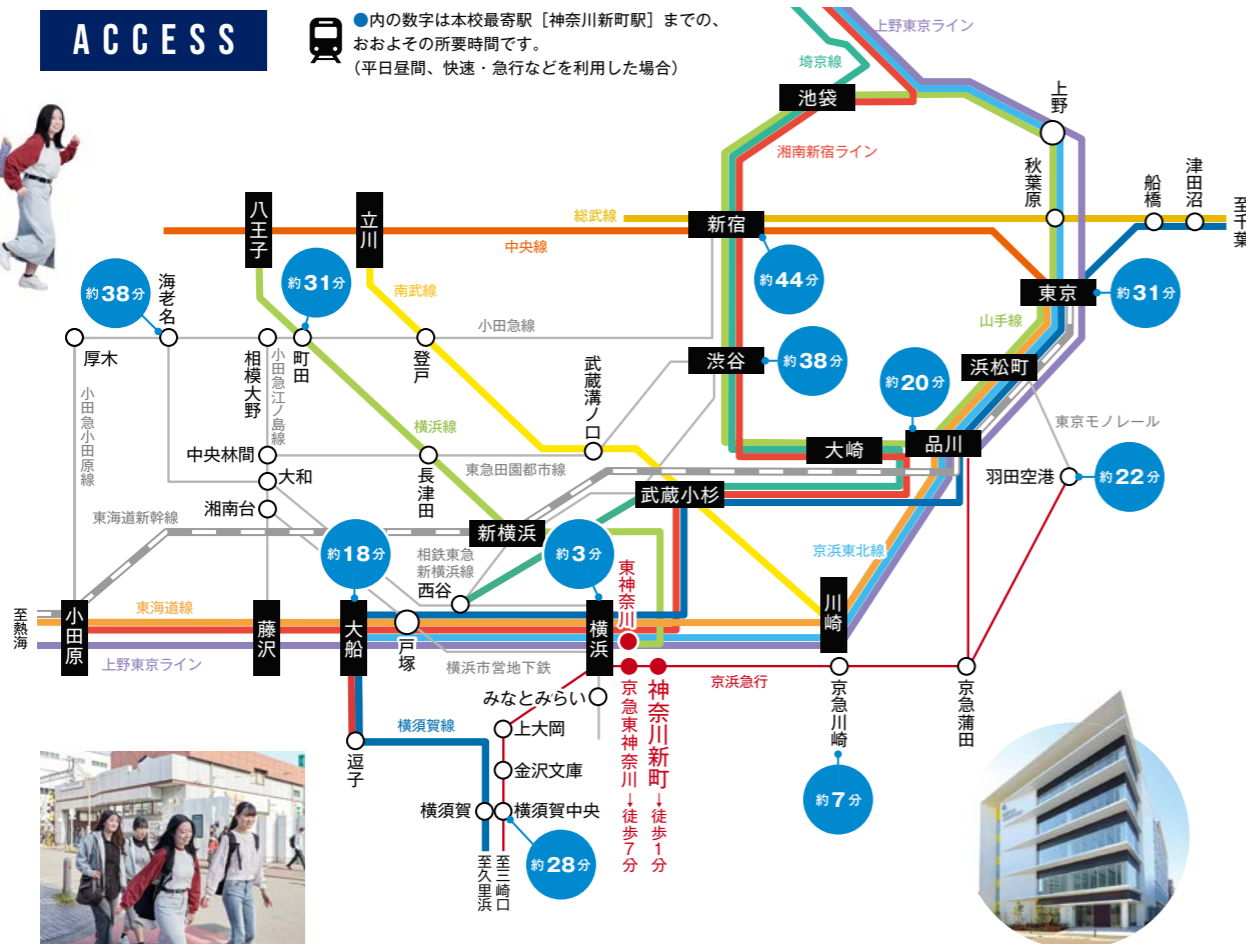 ACCESS
●内の数字は本校最寄駅［神奈川新町駅］までの、
おおよその所要時間です。
（平日昼間、快速・急行などを利用した場合）
上野東京ライン
埼京線
池袋
上野
湘南新宿ライン
秋葉原
船橋
津田沼
至千葉
八王子
立川
総武線
新宿
中央線
約44分
東京
約31分
約38分
海老名
約31分
南武線
小田急線
山手線
厚木
相模大野
小田急江ノ島線
町田
登戸
武蔵溝ノ口
渋谷
約38分
浜松町
約20分
小田急小田原線
横浜線
東京モノレール
中央林間
長津田
東急田園都市線
大崎
品川
大和
羽田空港
約22分
湘南台
武蔵小杉
東海道新幹線
新横浜
約18分
相鉄東急
新横浜線
約3分
京浜東北線
西谷
東神奈川
至熱海
小田原
東海道線
藤沢
大船
戸塚
横浜
川崎
上野東京ライン
横浜市営地下鉄
京浜急行
みなとみらい
京急東神奈川→徒歩7分
神奈川新町→徒歩1分
京急川崎
京急蒲田
横須賀線
上大岡
逗子
金沢文庫
約7分
横須賀
横須賀中央
約28分
至久里浜
至三崎口